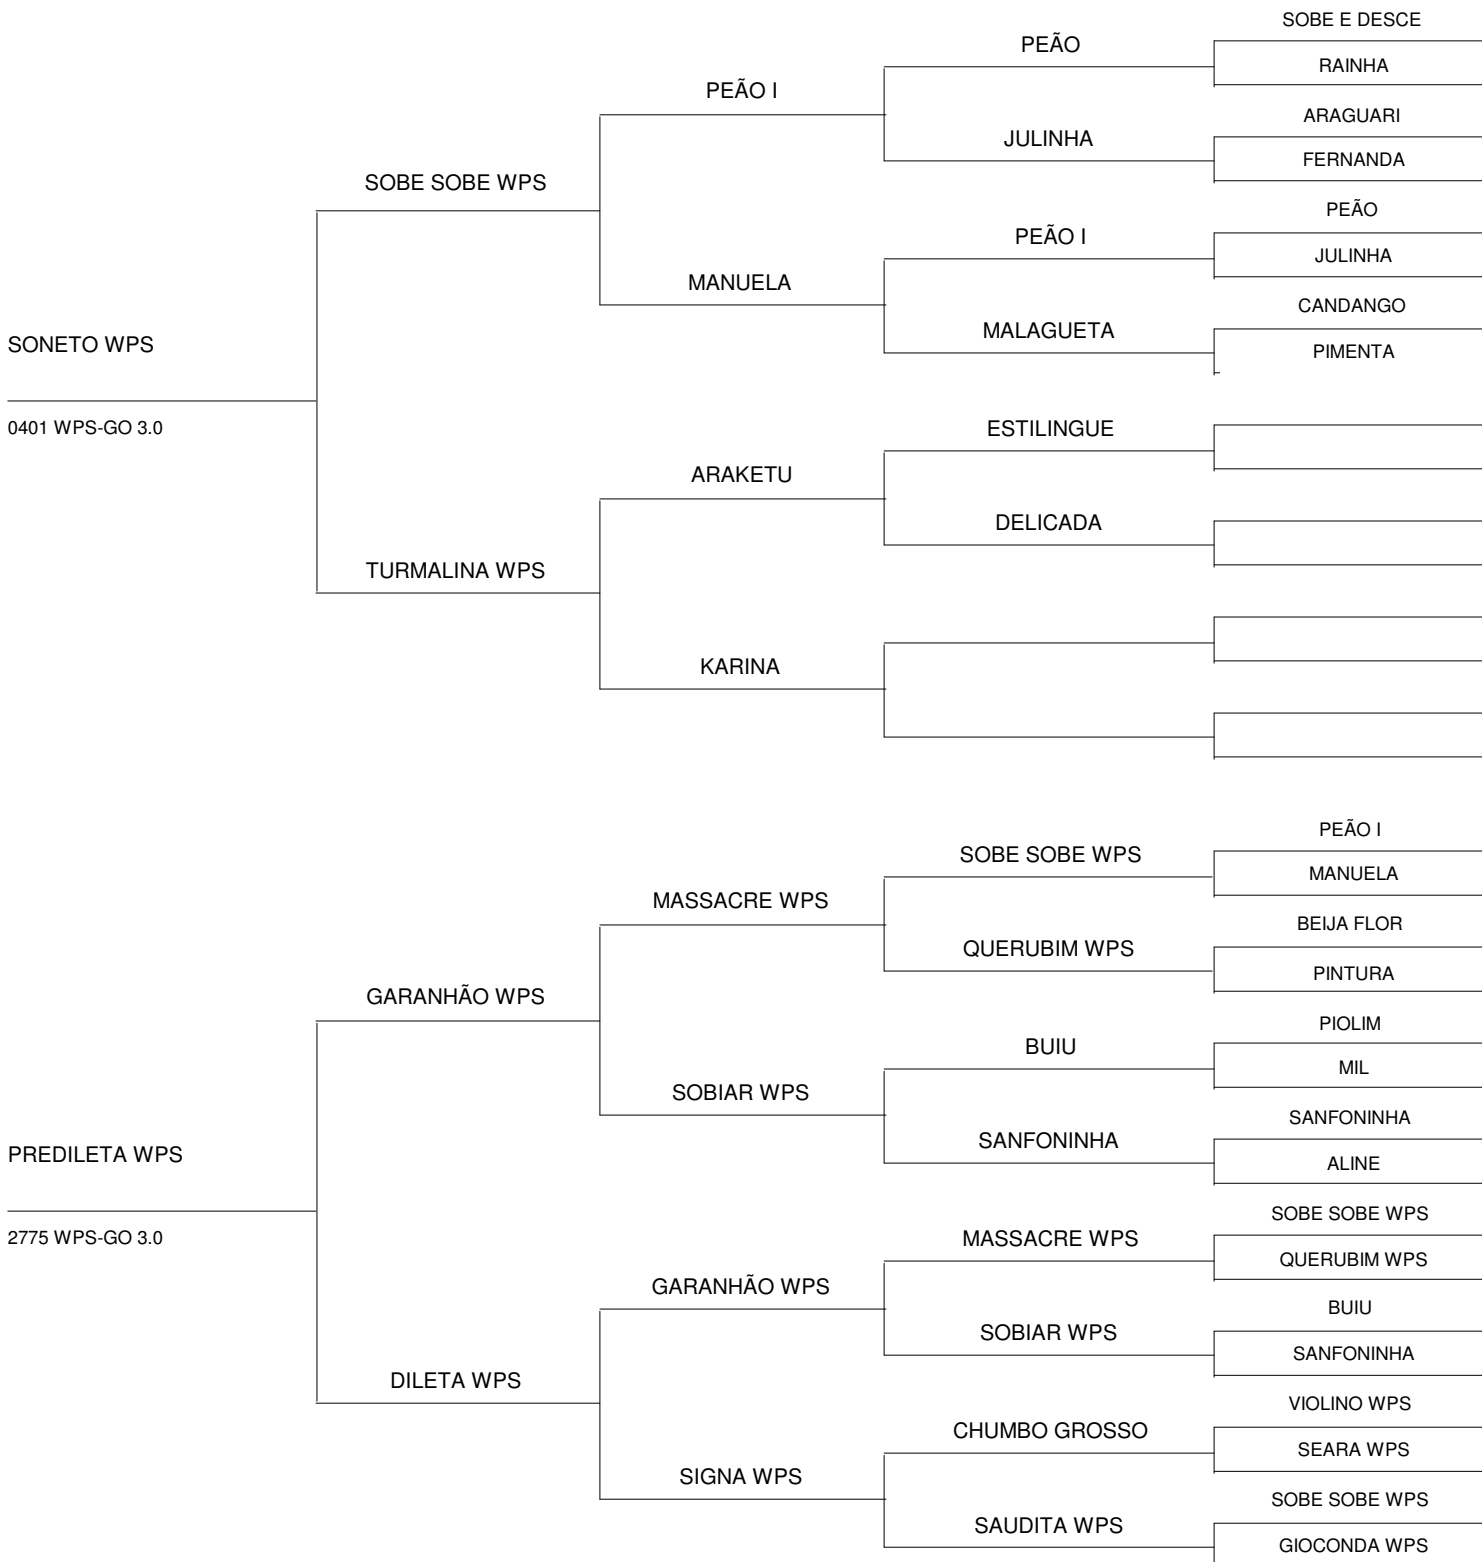 SOBE E DESCE
PEÃO
RAINHA
PEÃO I
ARAGUARI
JULINHA
FERNANDA
SOBE SOBE WPS
PEÃO
PEÃO I
JULINHA
MANUELA
CANDANGO
MALAGUETA
SONETO WPS
PIMENTA
0401 WPS-GO 3.0
ESTILINGUE
ARAKETU
DELICADA
TURMALINA WPS
KARINA
PEÃO I
SOBE SOBE WPS
MANUELA
MASSACRE WPS
BEIJA FLOR
QUERUBIM WPS
PINTURA
GARANHÃO WPS
PIOLIM
BUIU
MIL
SOBIAR WPS
SANFONINHA
SANFONINHA
PREDILETA WPS
ALINE
SOBE SOBE WPS
2775 WPS-GO 3.0
MASSACRE WPS
QUERUBIM WPS
GARANHÃO WPS
BUIU
SOBIAR WPS
SANFONINHA
DILETA WPS
VIOLINO WPS
CHUMBO GROSSO
SEARA WPS
SIGNA WPS
SOBE SOBE WPS
SAUDITA WPS
GIOCONDA WPS